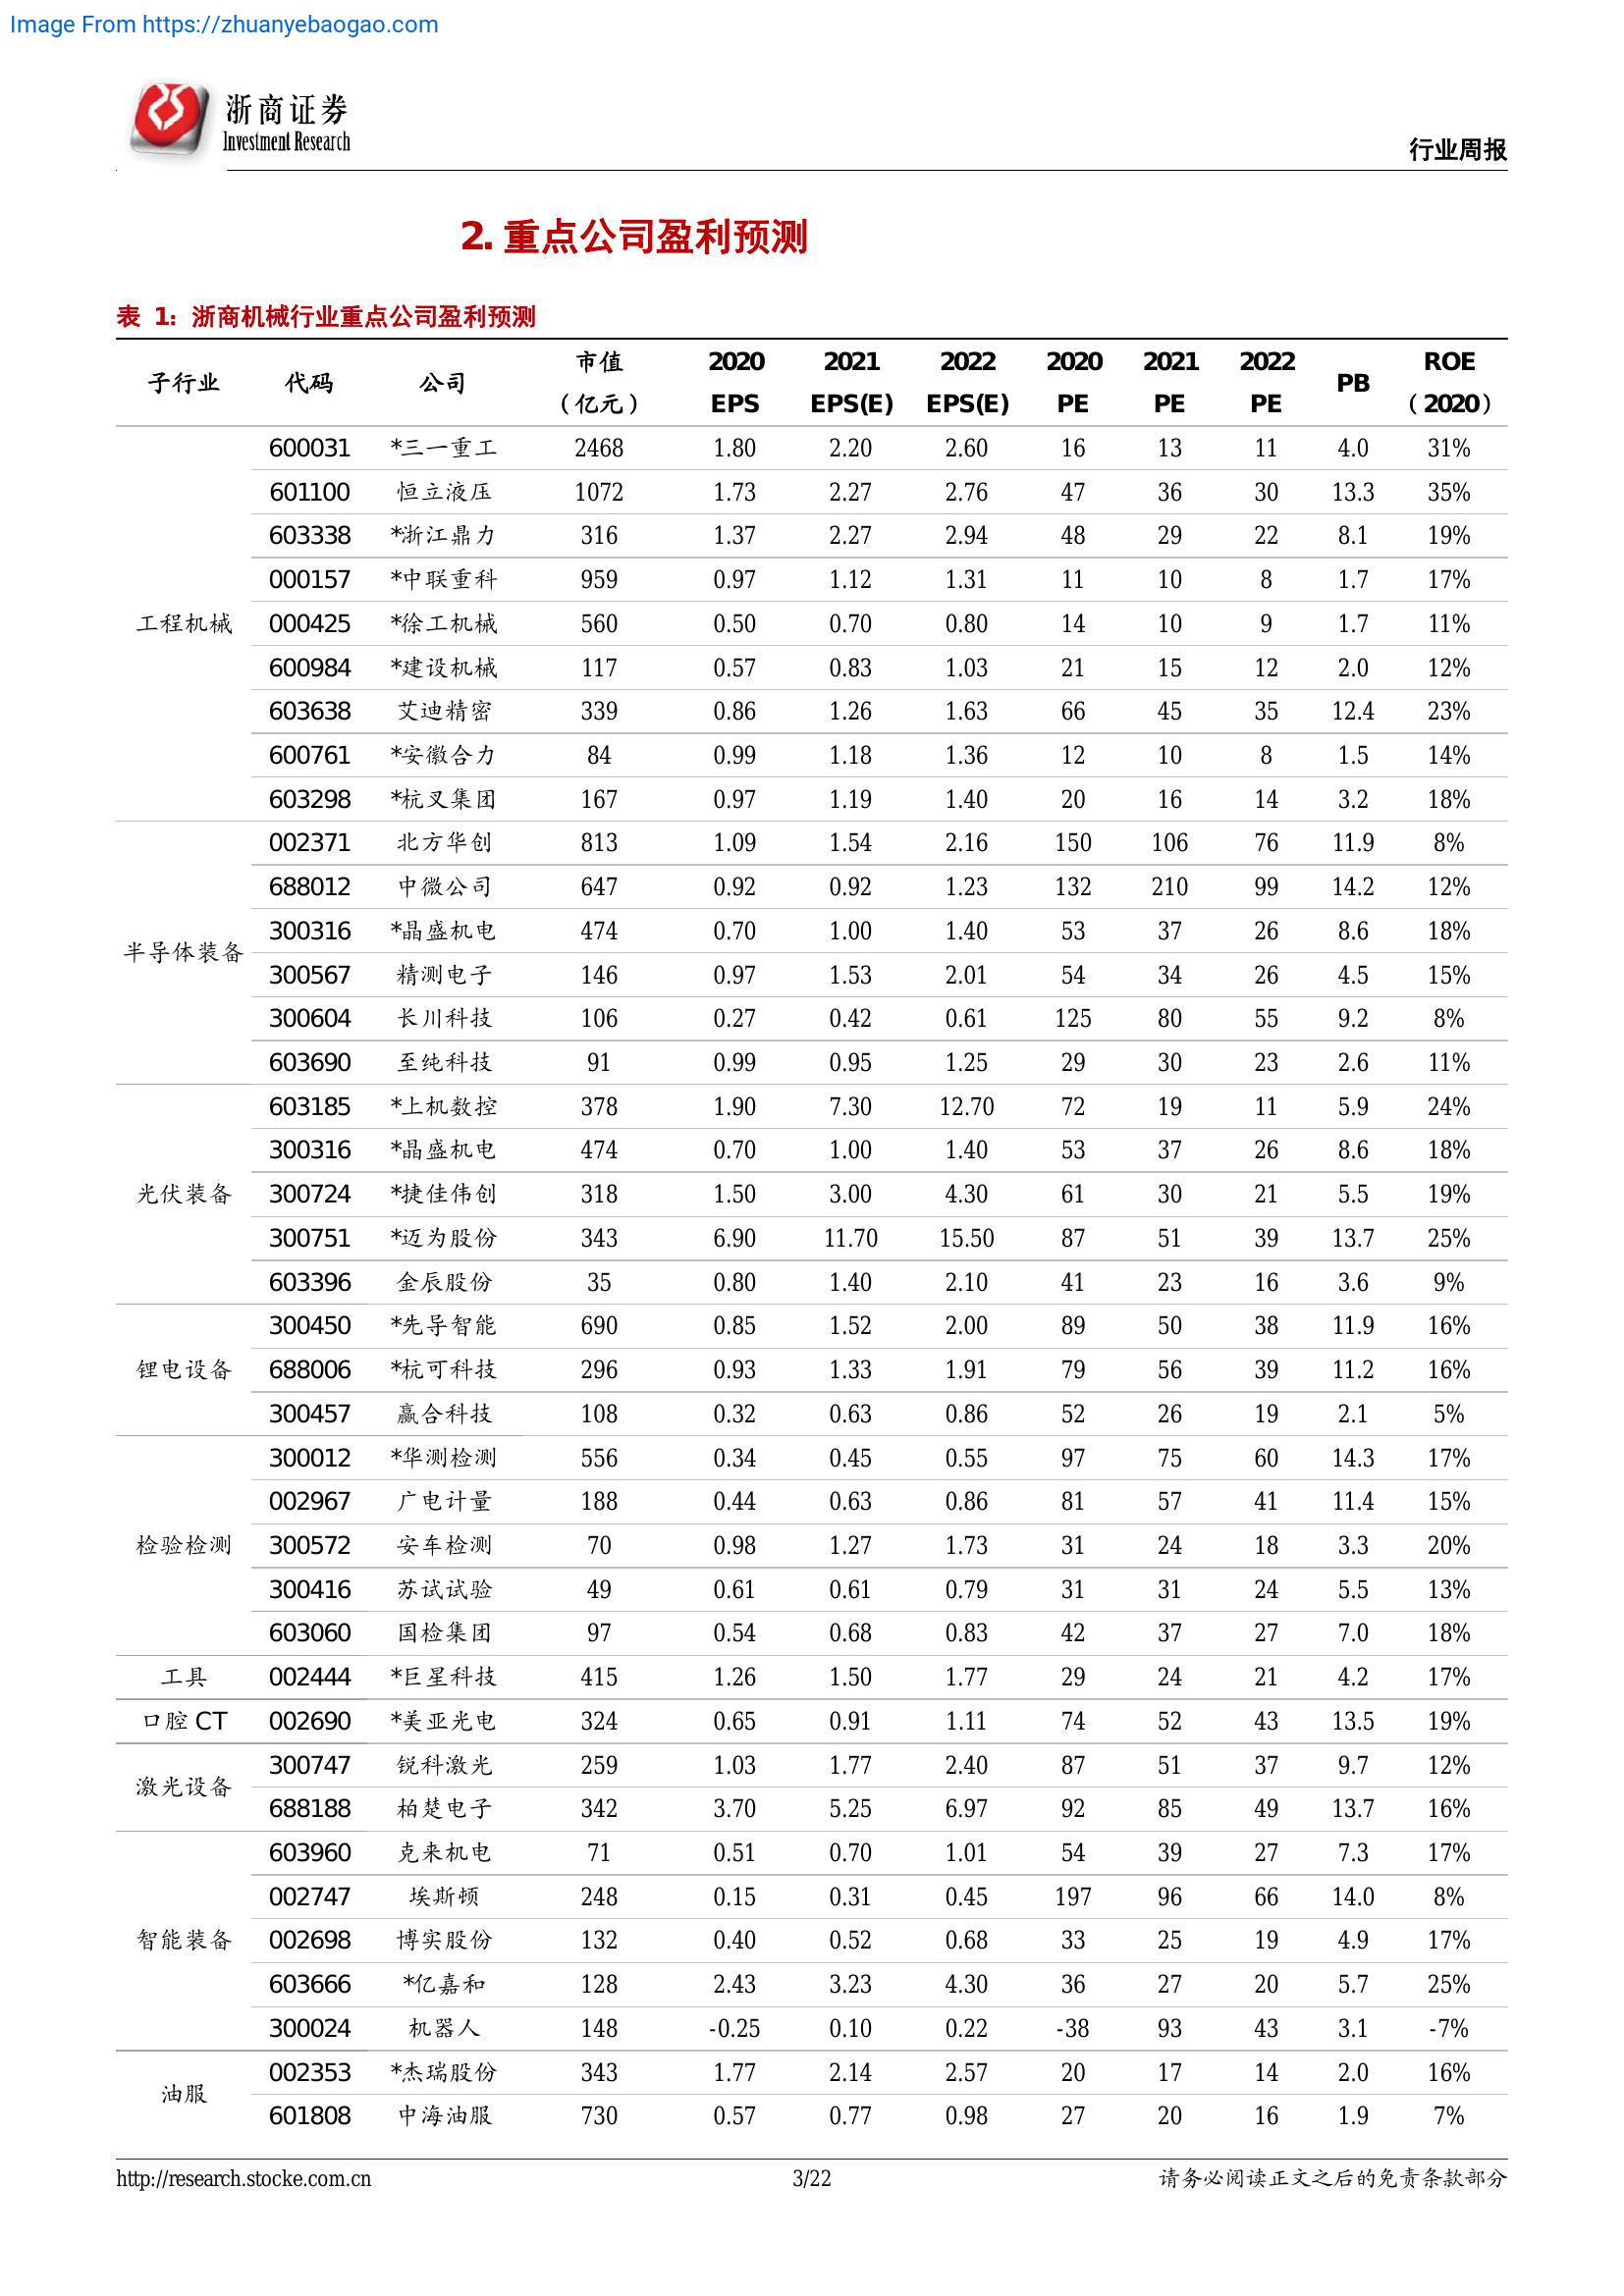 Image From https://zhuanyebaogao.com
浙商证券
Investment Research
行业周报
2. 重点公司盈利预测
表 1: 浙商机械行业重点公司盈利预测
子行业 代码 公司 市值（亿元） 2020 EPS 2021 EPS(E) 2022 EPS(E) 2020 PE 2021 PE 2022 PE PB ROE（2020）
工程机械 600031 *三一重工 2468 1.80 2.20 2.60 16 13 11 4.0 31%
601100 恒立液压 1072 1.73 2.27 2.76 47 36 30 13.3 35%
603338 *浙江鼎力 316 1.37 2.27 2.94 48 29 22 8.1 19%
000157 *中联重科 959 0.97 1.12 1.31 11 10 8 1.7 17%
000425 *徐工机械 560 0.50 0.70 0.80 14 10 9 1.7 11%
600984 *建设机械 117 0.57 0.83 1.03 21 15 12 2.0 12%
603638 艾迪精密 339 0.86 1.26 1.63 66 45 35 12.4 23%
600761 *安徽合力 84 0.99 1.18 1.36 12 10 8 1.5 14%
603298 *杭叉集团 167 0.97 1.19 1.40 20 16 14 3.2 18%
半导体装备 002371 北方华创 813 1.09 1.54 2.16 150 106 76 11.9 8%
688012 中微公司 647 0.92 0.92 1.23 132 210 99 14.2 12%
300316 *晶盛机电 474 0.70 1.00 1.40 53 37 26 8.6 18%
300567 精测电子 146 0.97 1.53 2.01 54 34 26 4.5 15%
300604 长川科技 106 0.27 0.42 0.61 125 80 55 9.2 8%
603690 至纯科技 91 0.99 0.95 1.25 29 30 23 2.6 11%
光伏装备 603185 *上机数控 378 1.90 7.30 12.70 72 19 11 5.9 24%
300316 *晶盛机电 474 0.70 1.00 1.40 53 37 26 8.6 18%
300724 *捷佳伟创 318 1.50 3.00 4.30 61 30 21 5.5 19%
300751 *迈为股份 343 6.90 11.70 15.50 87 51 39 13.7 25%
603396 金辰股份 35 0.80 1.40 2.10 41 23 16 3.6 9%
锂电设备 300450 *先导智能 690 0.85 1.52 2.00 89 50 38 11.9 16%
688006 *杭可科技 296 0.93 1.33 1.91 79 56 39 11.2 16%
300457 赢合科技 108 0.32 0.63 0.86 52 26 19 2.1 5%
检验检测 300012 *华测检测 556 0.34 0.45 0.55 97 75 60 14.3 17%
002967 广电计量 188 0.44 0.63 0.86 81 57 41 11.4 15%
300572 安车检测 70 0.98 1.27 1.73 31 24 18 3.3 20%
300416 苏试试验 49 0.61 0.61 0.79 31 31 24 5.5 13%
603060 国检集团 97 0.54 0.68 0.83 42 37 27 7.0 18%
工具 002444 *巨星科技 415 1.26 1.50 1.77 29 24 21 4.2 17%
口腔 CT 002690 *美亚光电 324 0.65 0.91 1.11 74 52 43 13.5 19%
激光设备 300747 锐科激光 259 1.03 1.77 2.40 87 51 37 9.7 12%
688188 柏楚电子 342 3.70 5.25 6.97 92 85 49 13.7 16%
智能装备 603960 克来机电 71 0.51 0.70 1.01 54 39 27 7.3 17%
002747 埃斯顿 248 0.15 0.31 0.45 197 96 66 14.0 8%
002698 博实股份 132 0.40 0.52 0.68 33 25 19 4.9 17%
603666 *亿嘉和 128 2.43 3.23 4.30 36 27 20 5.7 25%
300024 机器人 148 -0.25 0.10 0.22 -38 93 43 3.1 -7%
油服 002353 *杰瑞股份 343 1.77 2.14 2.57 20 17 14 2.0 16%
601808 中海油服 730 0.57 0.77 0.98 27 20 16 1.9 7%
http://research.stocke.com.cn 3/22 请务必阅读正文之后的免责条款部分